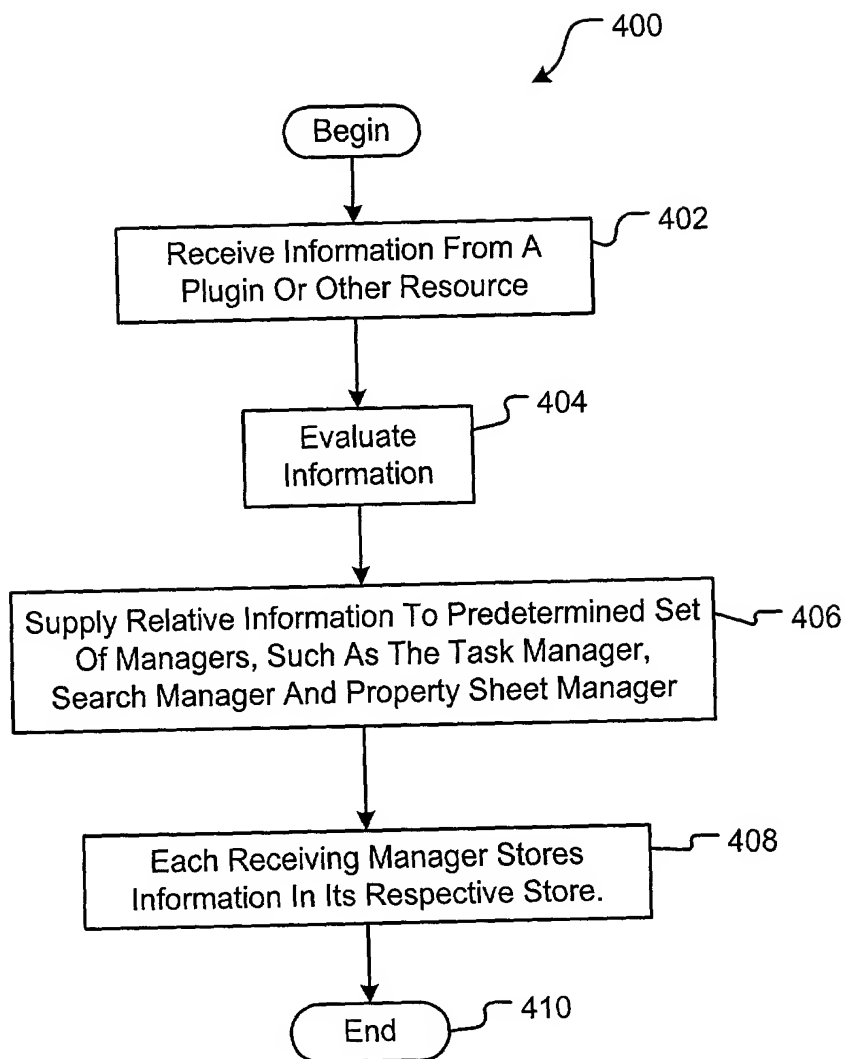 400
Begin
402
Receive Information From A
Plugin Or Other Resource
404
Evaluate
Information
406
Supply Relative Information To Predetermined Set
Of Managers, Such As The Task Manager,
Search Manager And Property Sheet Manager
408
Each Receiving Manager Stores
Information In Its Respective Store.
End
410